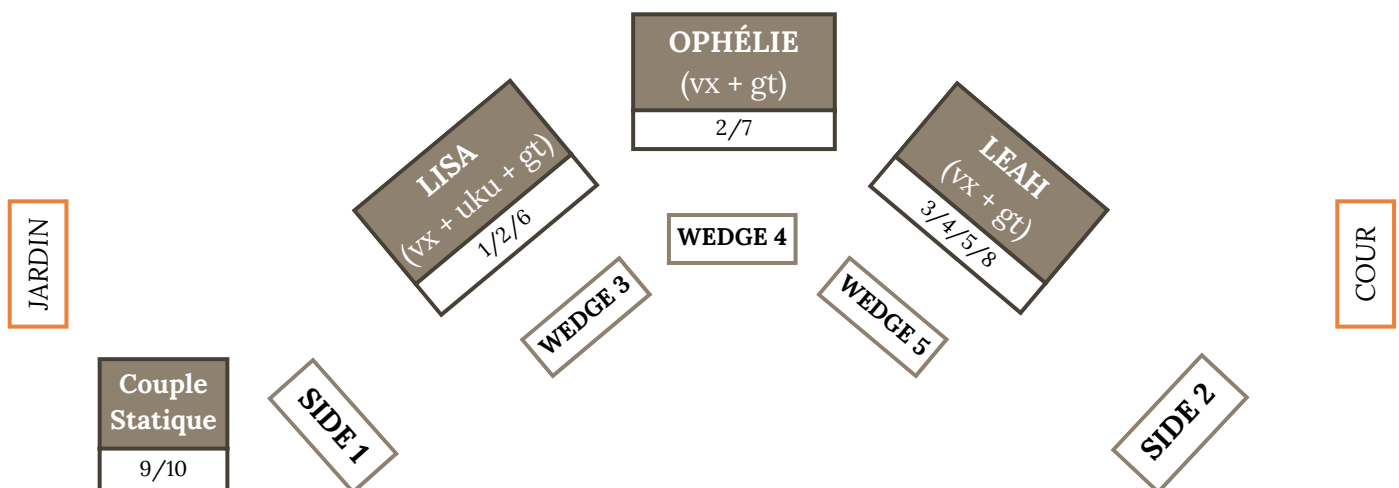 OPHÉLIE
(vx + gt)
2/7
LISA
(vx + uku + gt)
1/2/6
LEAH
(vx + gt)
3/4/5/8
JARDIN
WEDGE 4
COUR
WEDGE 3
WEDGE 5
Couple
Statique
9/10
SIDE 1
SIDE 2